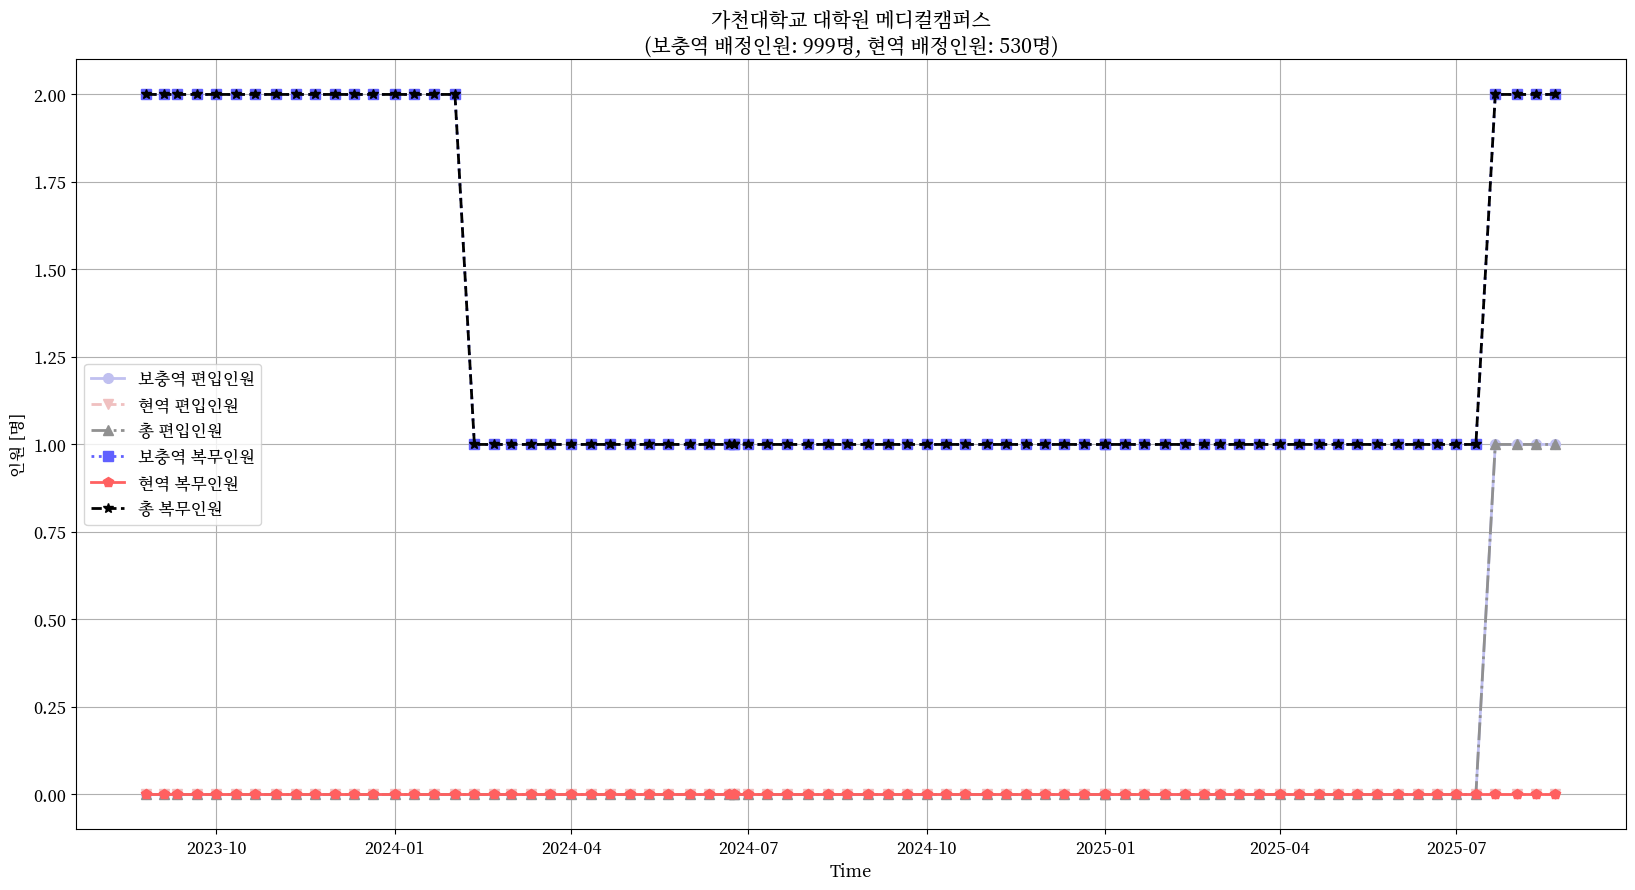 가천대학교 대학원 메디컬캠퍼스
(보충역 배정인원: 999명, 현역 배정인원: 530명)
2.00
1.75
1.50
1.25
1.00
0.75
0.50
0.25
0.00
인원 [명]
보충역 편입인원
현역 편입인원
총 편입인원
보충역 복무인원
현역 복무인원
총 복무인원
2023-10
2024-01
2024-04
2024-07
2024-10
2025-01
2025-04
2025-07
Time